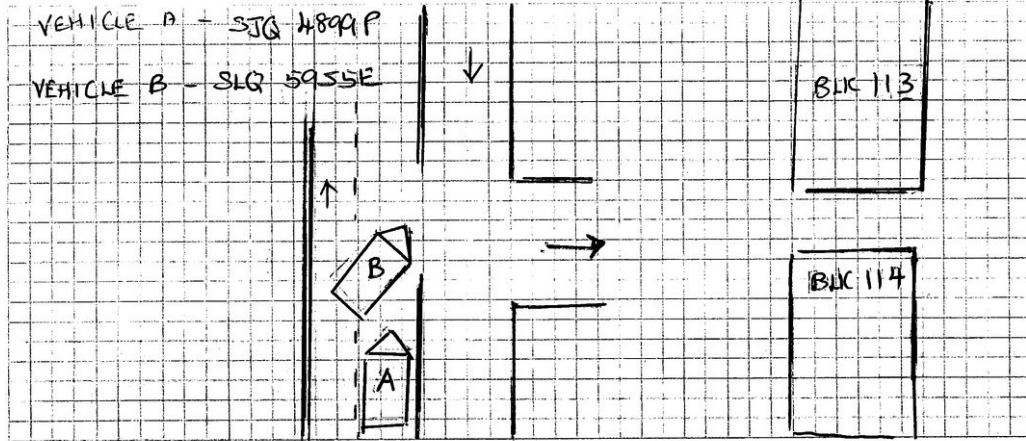 VEHICLE A - SJQ 4899P
VEHICLE B - SLQ 5955E
BLK 113
B
BLK 114
A